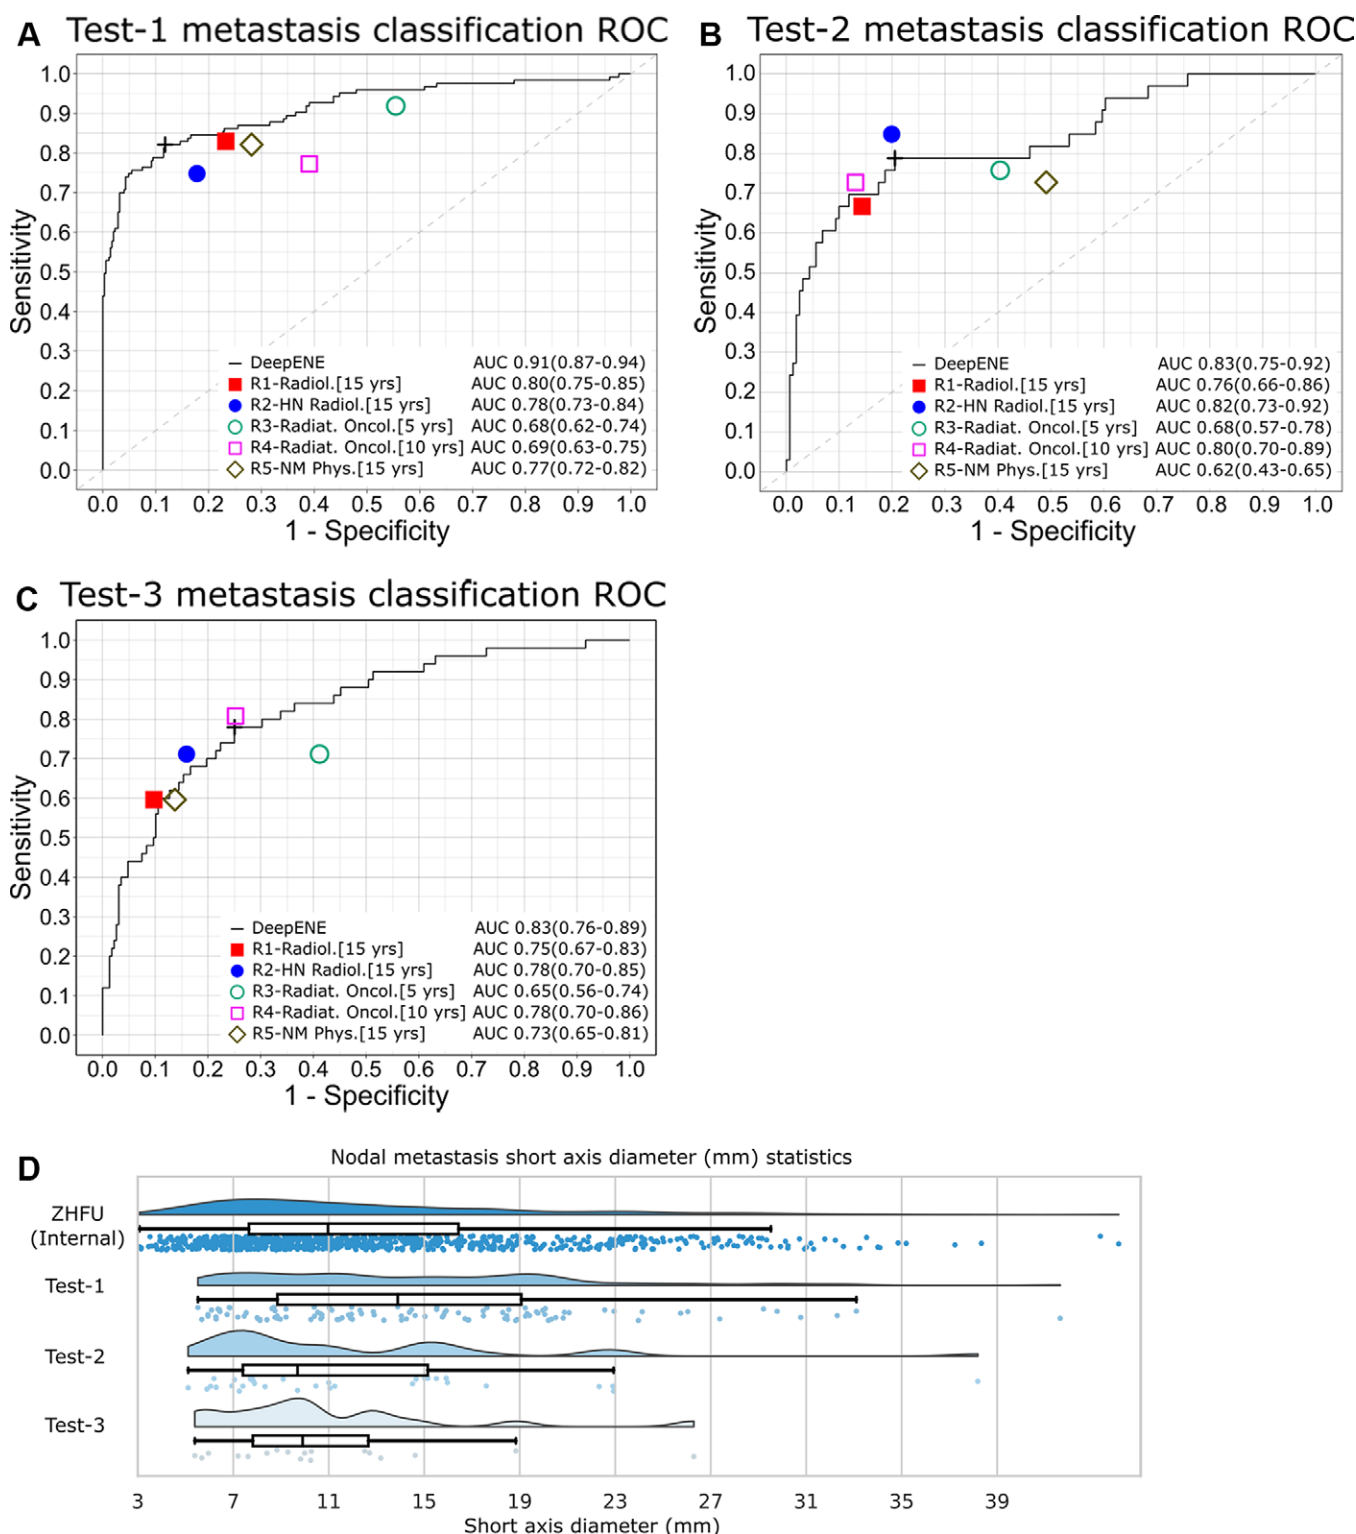 A Test-1 metastasis classification ROC
1.0
0.9
0.8
0.7
0.6
0.5
0.4
0.3
0.2
0.1
0.0
Sensitivity
DeepENE AUC 0.91(0.87-0.94)
R1-Radiol.[15 yrs] AUC 0.80(0.75-0.85)
R2-HN Radiol.[15 yrs] AUC 0.78(0.73-0.84)
R3-Radiat. Oncol.[5 yrs] AUC 0.68(0.62-0.74)
R4-Radiat. Oncol.[10 yrs] AUC 0.69(0.63-0.75)
R5-NM Phys.[15 yrs] AUC 0.77(0.72-0.82)
0.0 0.1 0.2 0.3 0.4 0.5 0.6 0.7 0.8 0.9 1.0
1 - Specificity
B Test-2 metastasis classification ROC
1.0
0.9
0.8
0.7
0.6
0.5
0.4
0.3
0.2
0.1
0.0
Sensitivity
DeepENE AUC 0.83(0.75-0.92)
R1-Radiol.[15 yrs] AUC 0.76(0.66-0.86)
R2-HN Radiol.[15 yrs] AUC 0.82(0.73-0.92)
R3-Radiat. Oncol.[5 yrs] AUC 0.68(0.57-0.78)
R4-Radiat. Oncol.[10 yrs] AUC 0.80(0.70-0.89)
R5-NM Phys.[15 yrs] AUC 0.62(0.43-0.65)
0.0 0.1 0.2 0.3 0.4 0.5 0.6 0.7 0.8 0.9 1.0
1 - Specificity
C Test-3 metastasis classification ROC
1.0
0.9
0.8
0.7
0.6
0.5
0.4
0.3
0.2
0.1
0.0
Sensitivity
DeepENE AUC 0.83(0.76-0.89)
R1-Radiol.[15 yrs] AUC 0.75(0.67-0.83)
R2-HN Radiol.[15 yrs] AUC 0.78(0.70-0.85)
R3-Radiat. Oncol.[5 yrs] AUC 0.65(0.56-0.74)
R4-Radiat. Oncol.[10 yrs] AUC 0.78(0.70-0.86)
R5-NM Phys.[15 yrs] AUC 0.73(0.65-0.81)
0.0 0.1 0.2 0.3 0.4 0.5 0.6 0.7 0.8 0.9 1.0
1 - Specificity
D Nodal metastasis short axis diameter (mm) statistics
ZHFU
(Internal)
Test-1
Test-2
Test-3
3 7 11 15 19 23 27 31 35 39
Short axis diameter (mm)